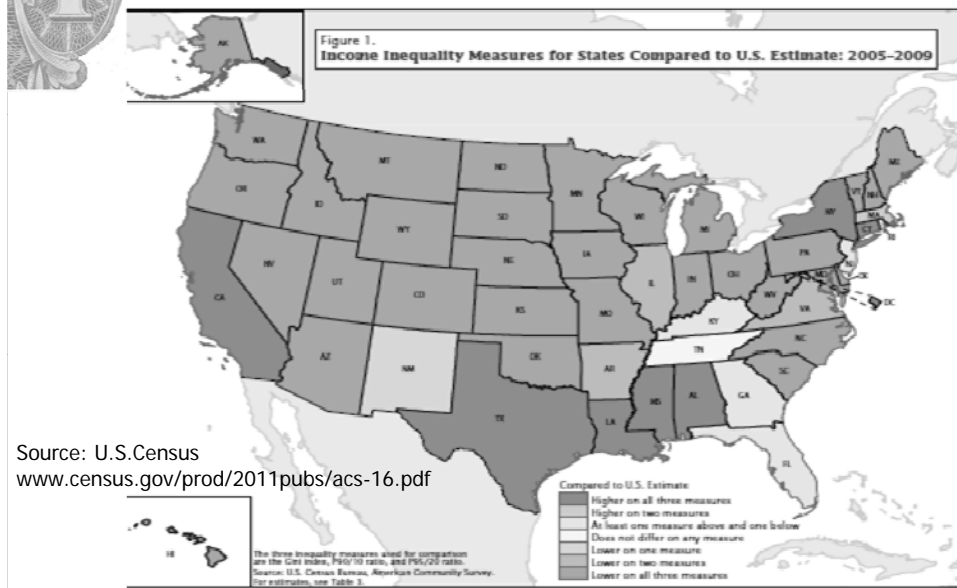 Figure 1.
Income Inequality Measures for States Compared to U.S. Estimate: 2005–2009
AK
WA
MT
ND
MN
OR
ID
WY
SD
WI
MI
NY
VT
NH
MA
CT
RI
NV
UT
CO
NE
IA
IL
IN
OH
PA
NJ
DE
MD
DC
CA
KS
MO
KY
WV
VA
AZ
NM
OK
AR
TN
NC
SC
TX
LA
MS
AL
GA
FL
Source: U.S.Census
www.census.gov/prod/2011pubs/acs-16.pdf
Compared to U.S. Estimate
Higher on all three measures
Higher on two measures
At least one measure above and one below
Does not differ on any measure
Lower on one measure
Lower on two measures
Lower on all three measures
HI
The three inequality measures used for comparison
are the Gini index, P90/10 ratio, and P95/20 ratio.
Source: U.S. Census Bureau, American Community Survey.
For estimates, see Table 3.